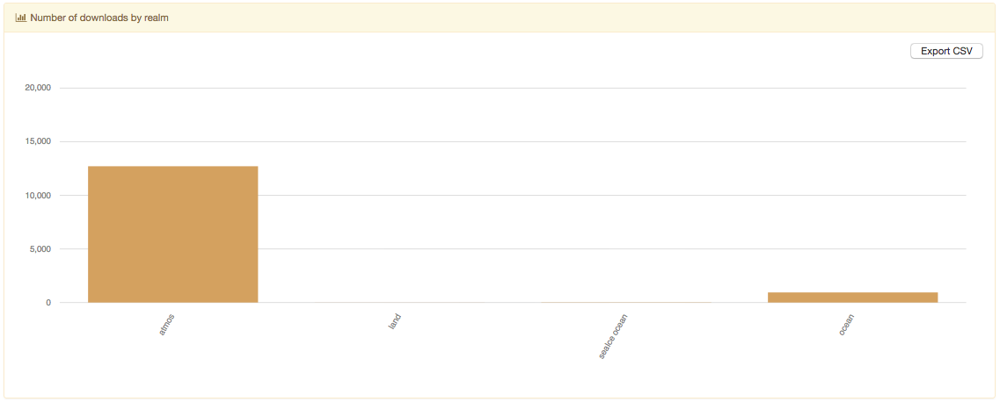 Number of downloads by realm
Export CSV
20,000
15,000
10,000
5,000
0
atmos
land
seaIce ocean
ocean